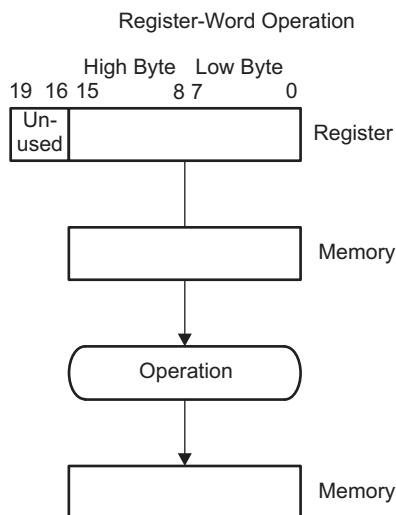 Register-Word Operation
High Byte Low Byte
19 16 15 8 7 0
Un-
used
Register
Memory
Operation
Memory